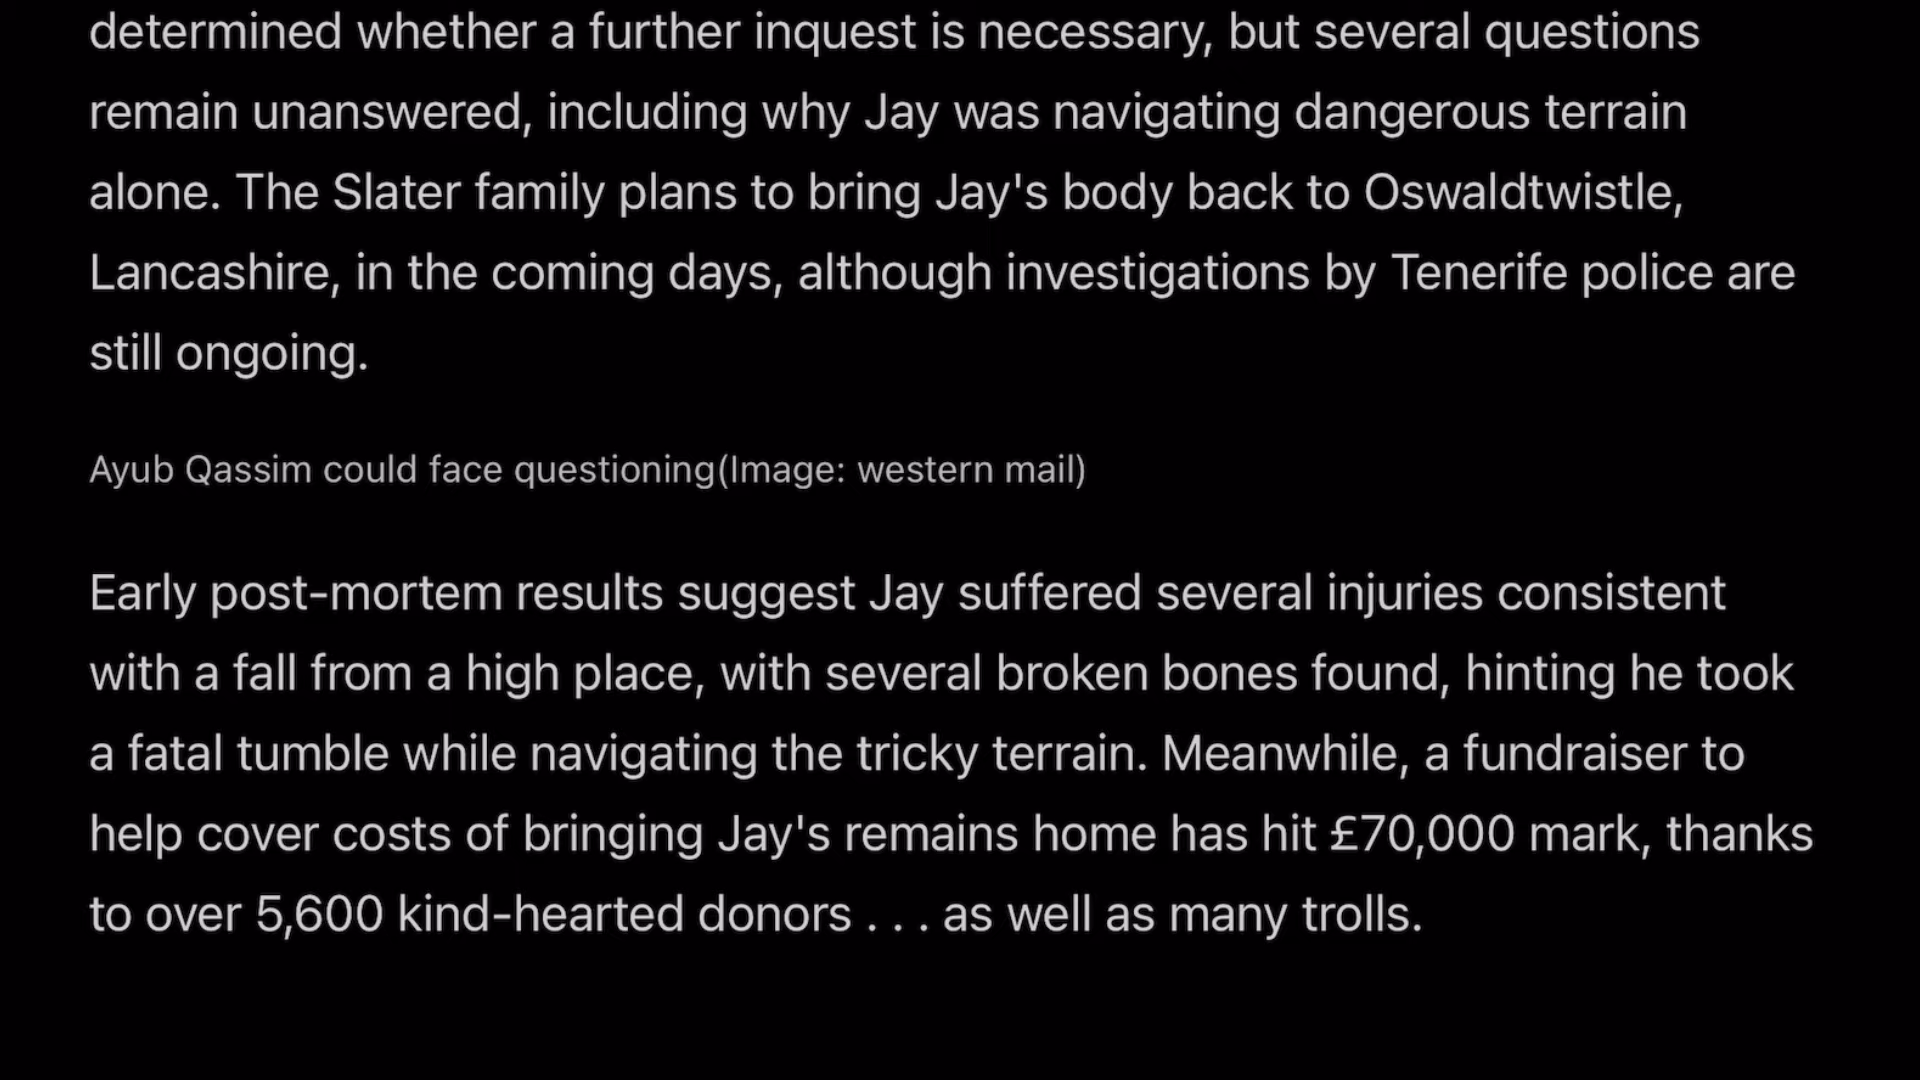 determined whether a further inquest is necessary, but several questions
remain unanswered, including why Jay was navigating dangerous terrain
alone. The Slater family plans to bring Jay's body back to Oswaldtwistle,
Lancashire, in the coming days, although investigations by Tenerife police are
still ongoing.
Ayub Qassim could face questioning(Image: western mail)
Early post-mortem results suggest Jay suffered several injuries consistent
with a fall from a high place, with several broken bones found, hinting he took
a fatal tumble while navigating the tricky terrain. Meanwhile, a fundraiser to
help cover costs of bringing Jay's remains home has hit £70,000 mark, thanks
to over 5,600 kind-hearted donors . . . as well as many trolls.